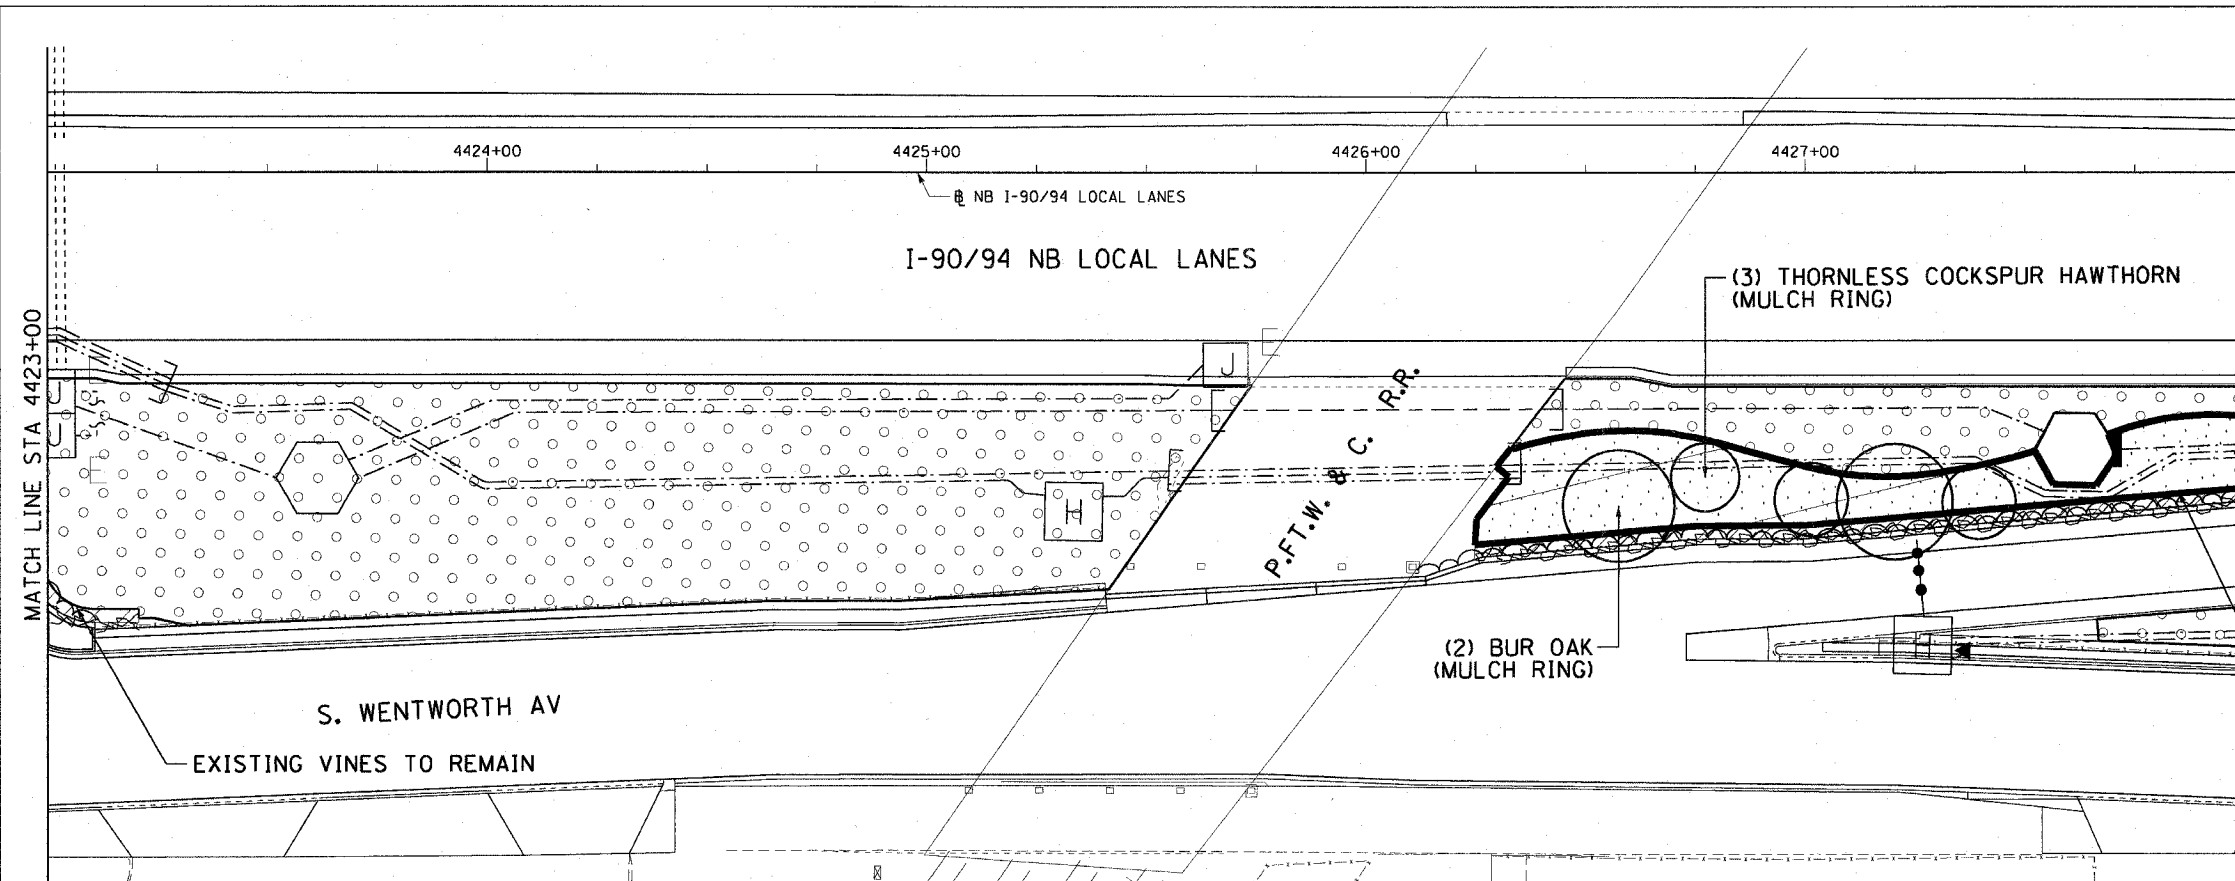 4424+00
4425+00
4426+00
4427+00
℄ NB I-90/94 LOCAL LANES
I-90/94 NB LOCAL LANES
(3) THORNLESS COCKSPUR HAWTHORN
(MULCH RING)
MATCH LINE STA 4423+00
E
J
J
E
J
E
H
P.FT.W. & C. R.R.
(2) BUR OAK
(MULCH RING)
H
S. WENTWORTH AV
EXISTING VINES TO REMAIN